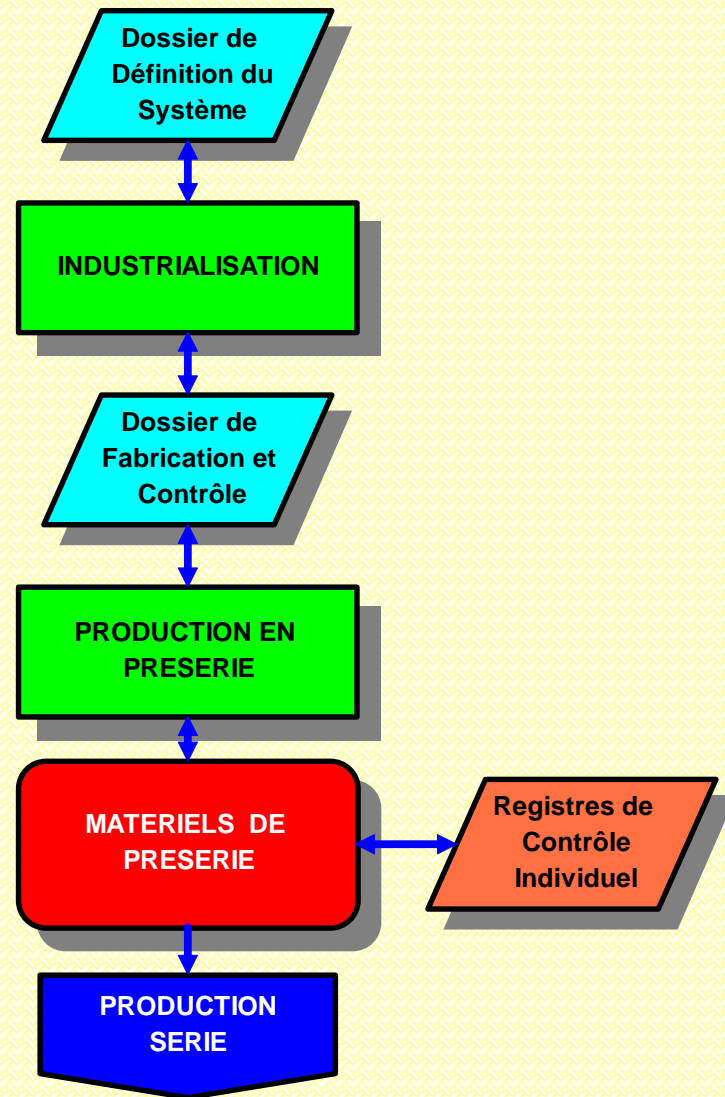 Dossier de
Définition du
Système
INDUSTRIALISATION
Dossier de
Fabrication et
Contrôle
PRODUCTION EN
PRESERIE
MATERIELS DE
PRESERIE
Registres de
Contrôle
Individuel
PRODUCTION
SERIE